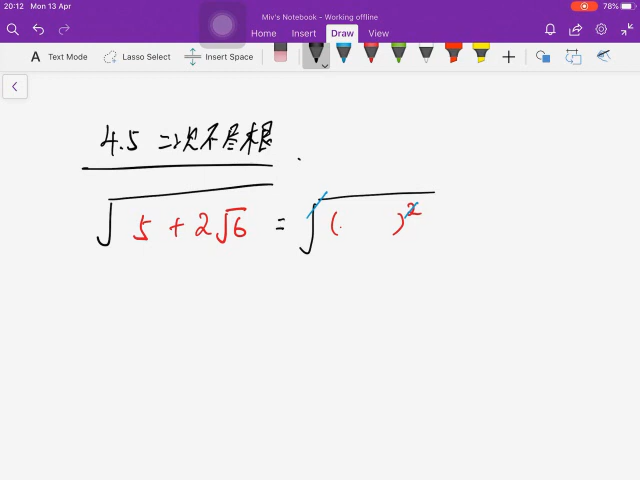 20:12 Mon 13 Apr
Miv's Notebook - Working offline
78%
Home Insert Draw View
A Text Mode Lasso Select Insert Space
4.5 二次不尽根
√(5 + 2√6) = √(( )²)